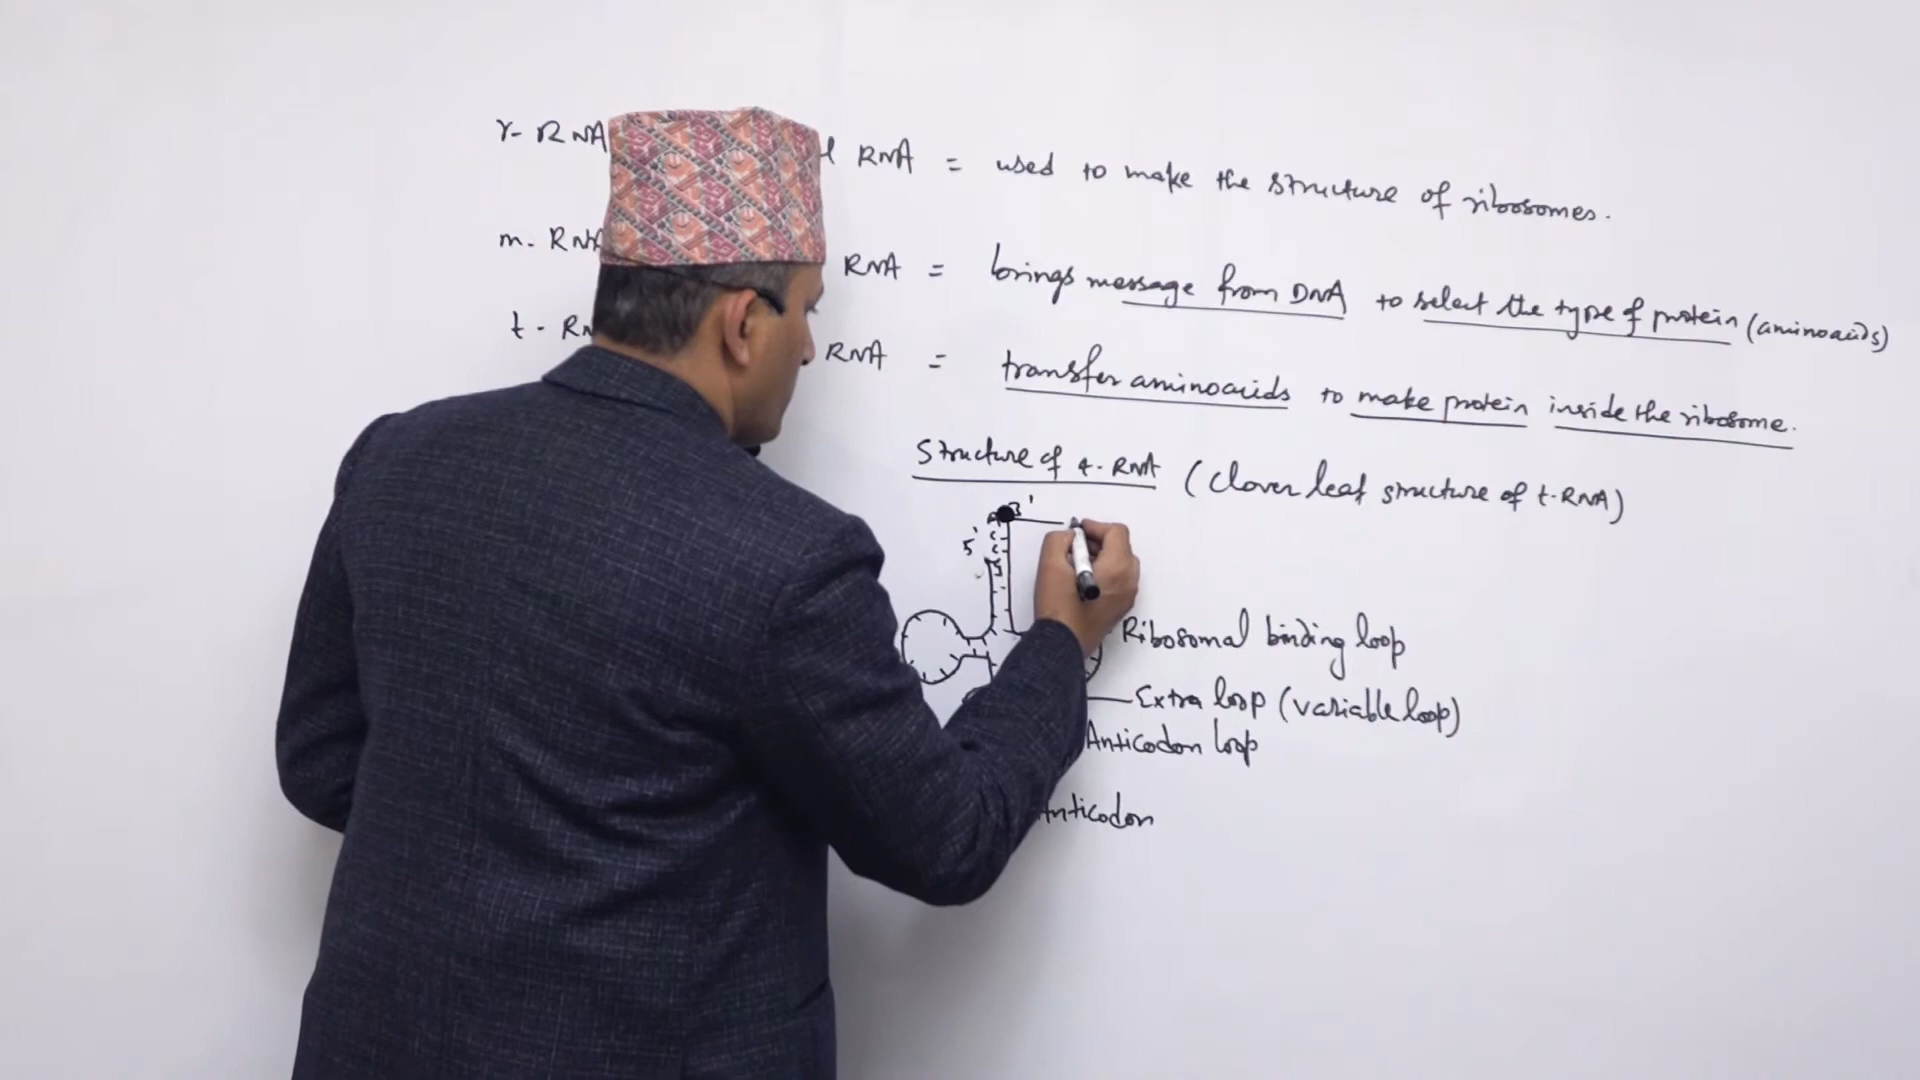 r- RNA RNA = used to make the structure of ribosomes.
m. RNA RNA = brings message from DNA to select the type of protein (aminoacids)
t - RNA = transfer aminoacids to make protein inside the ribosome.
Structure of t-RNA (Clover leaf structure of t-RNA)
3'
5'
C
C
Ribosomal binding loop
Extra loop (variable loop)
Anticodon loop
Anticodon